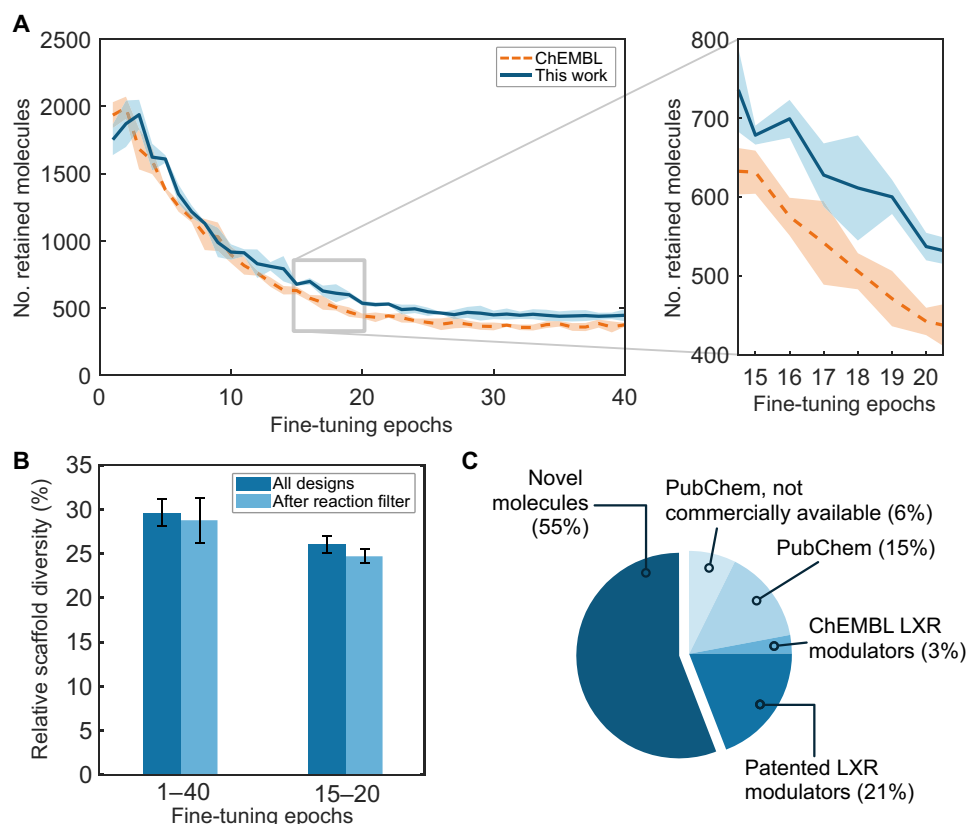 A
2500
2000
1500
1000
500
0
No. retained molecules
0
10
20
30
40
Fine-tuning epochs
ChEMBL
This work
800
700
600
500
400
No. retained molecules
15
16
17
18
19
20
Fine-tuning epochs
B
35
30
25
20
15
10
5
0
Relative scaffold diversity (%)
All designs
After reaction filter
1–40
15–20
Fine-tuning epochs
C
Novel
molecules
(55%)
PubChem, not
commercially available (6%)
PubChem (15%)
ChEMBL LXR
modulators (3%)
Patented LXR
modulators (21%)